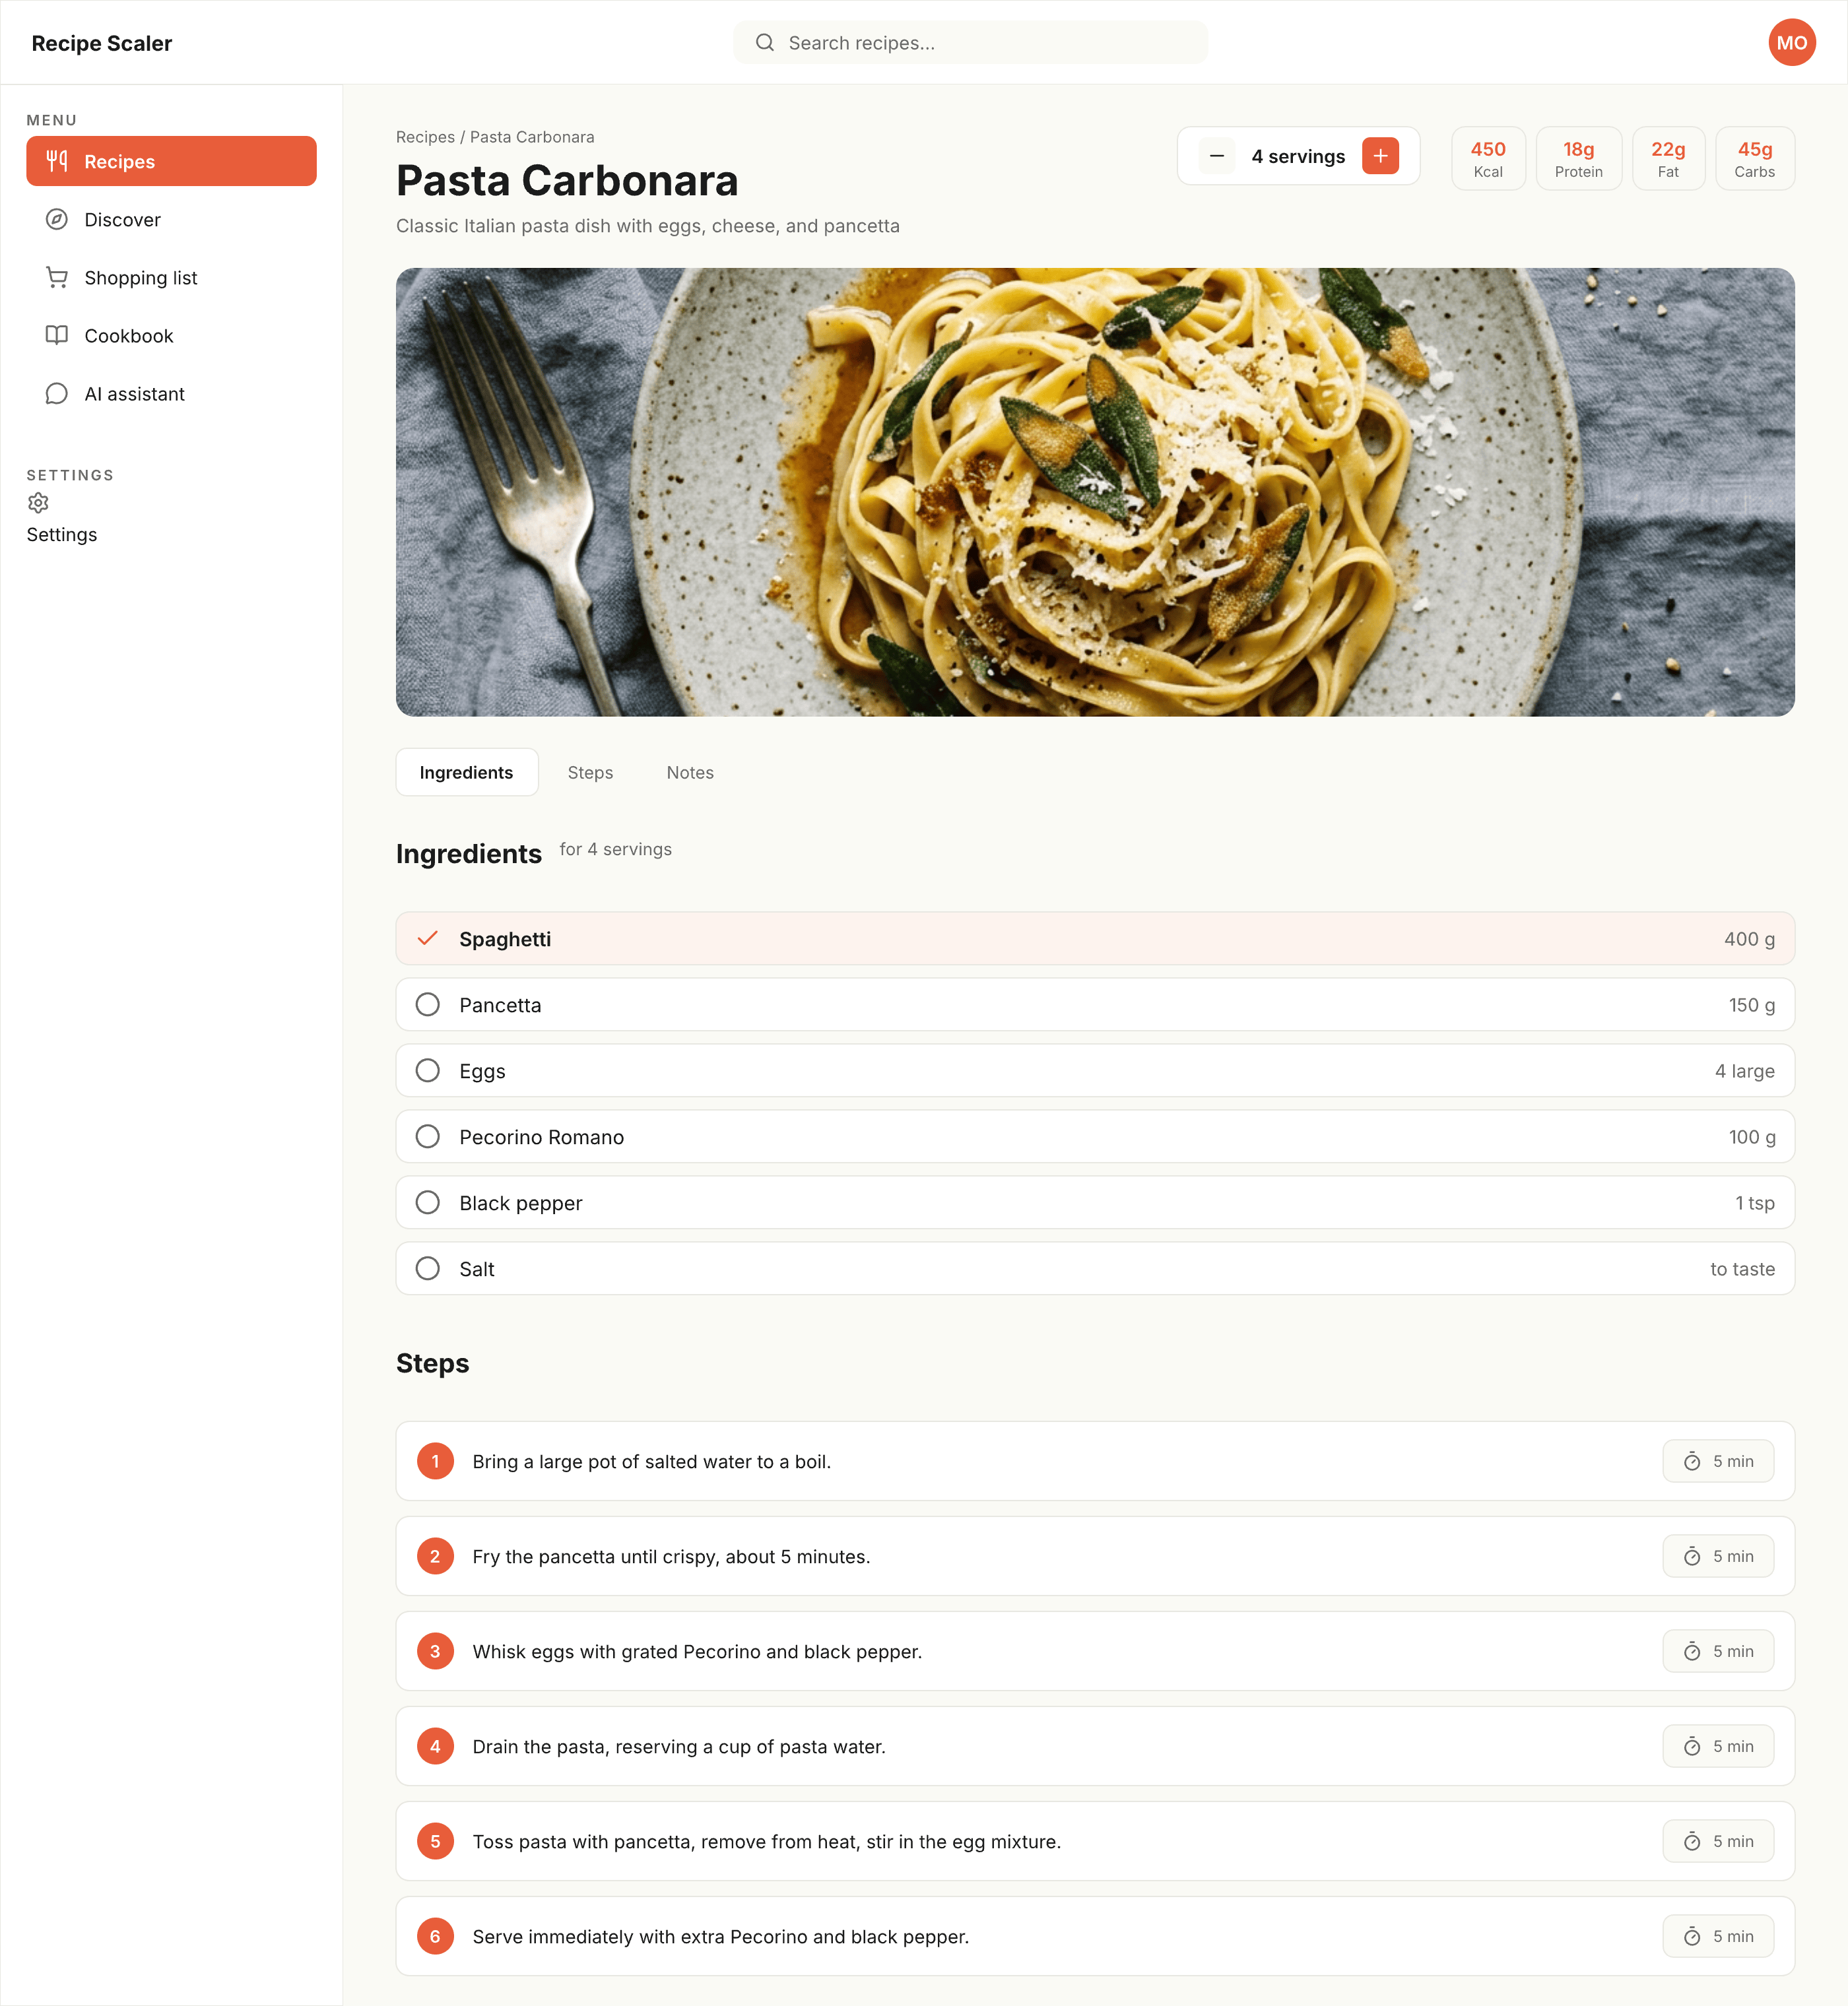 Recipe Scaler
Search recipes...
MO
MENU
Recipes
Discover
Shopping list
Cookbook
AI assistant
SETTINGS
Settings
Recipes / Pasta Carbonara
Pasta Carbonara
Classic Italian pasta dish with eggs, cheese, and pancetta
4 servings
450
Kcal
18g
Protein
22g
Fat
45g
Carbs
Ingredients
Steps
Notes
Ingredients for 4 servings
Spaghetti 400 g
Pancetta 150 g
Eggs 4 large
Pecorino Romano 100 g
Black pepper 1 tsp
Salt to taste
Steps
1 Bring a large pot of salted water to a boil. 5 min
2 Fry the pancetta until crispy, about 5 minutes. 5 min
3 Whisk eggs with grated Pecorino and black pepper. 5 min
4 Drain the pasta, reserving a cup of pasta water. 5 min
5 Toss pasta with pancetta, remove from heat, stir in the egg mixture. 5 min
6 Serve immediately with extra Pecorino and black pepper. 5 min